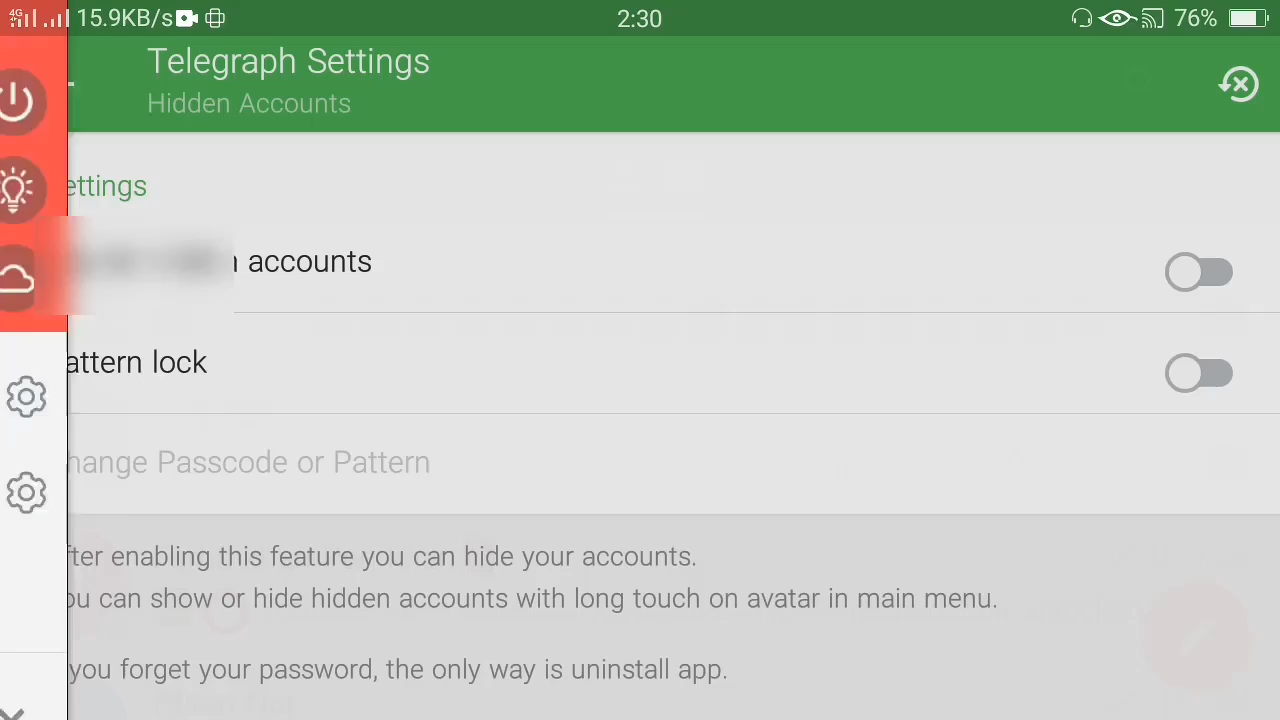 4G 15.9KB/s 2:30 76%
Telegraph Settings
Hidden Accounts
ettings
accounts
attern lock
hange Passcode or Pattern
fter enabling this feature you can hide your accounts.
ou can show or hide hidden accounts with long touch on avatar in main menu.
you forget your password, the only way is uninstall app.